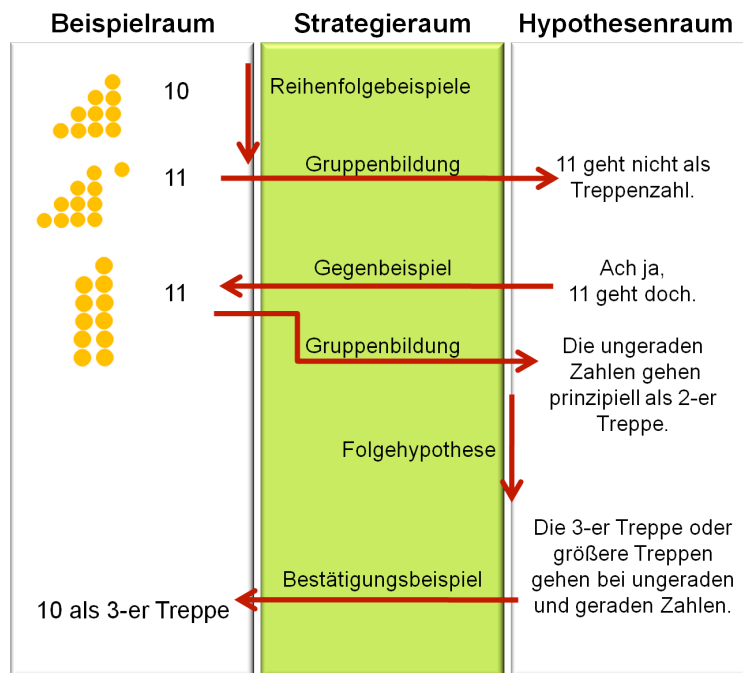 Beispielraum Strategieraum Hypothesenraum
10 Reihenfolgebeispiele
11 Gruppenbildung 11 geht nicht als
Treppenzahl.
Gegenbeispiel Ach ja,
11 11 geht doch.
Gruppenbildung Die ungeraden
Zahlen gehen
prinzipiell als 2-er
Treppe.
Folgehypothese
Die 3-er Treppe oder
größere Treppen
Bestätigungsbeispiel gehen bei ungeraden
10 als 3-er Treppe und geraden Zahlen.